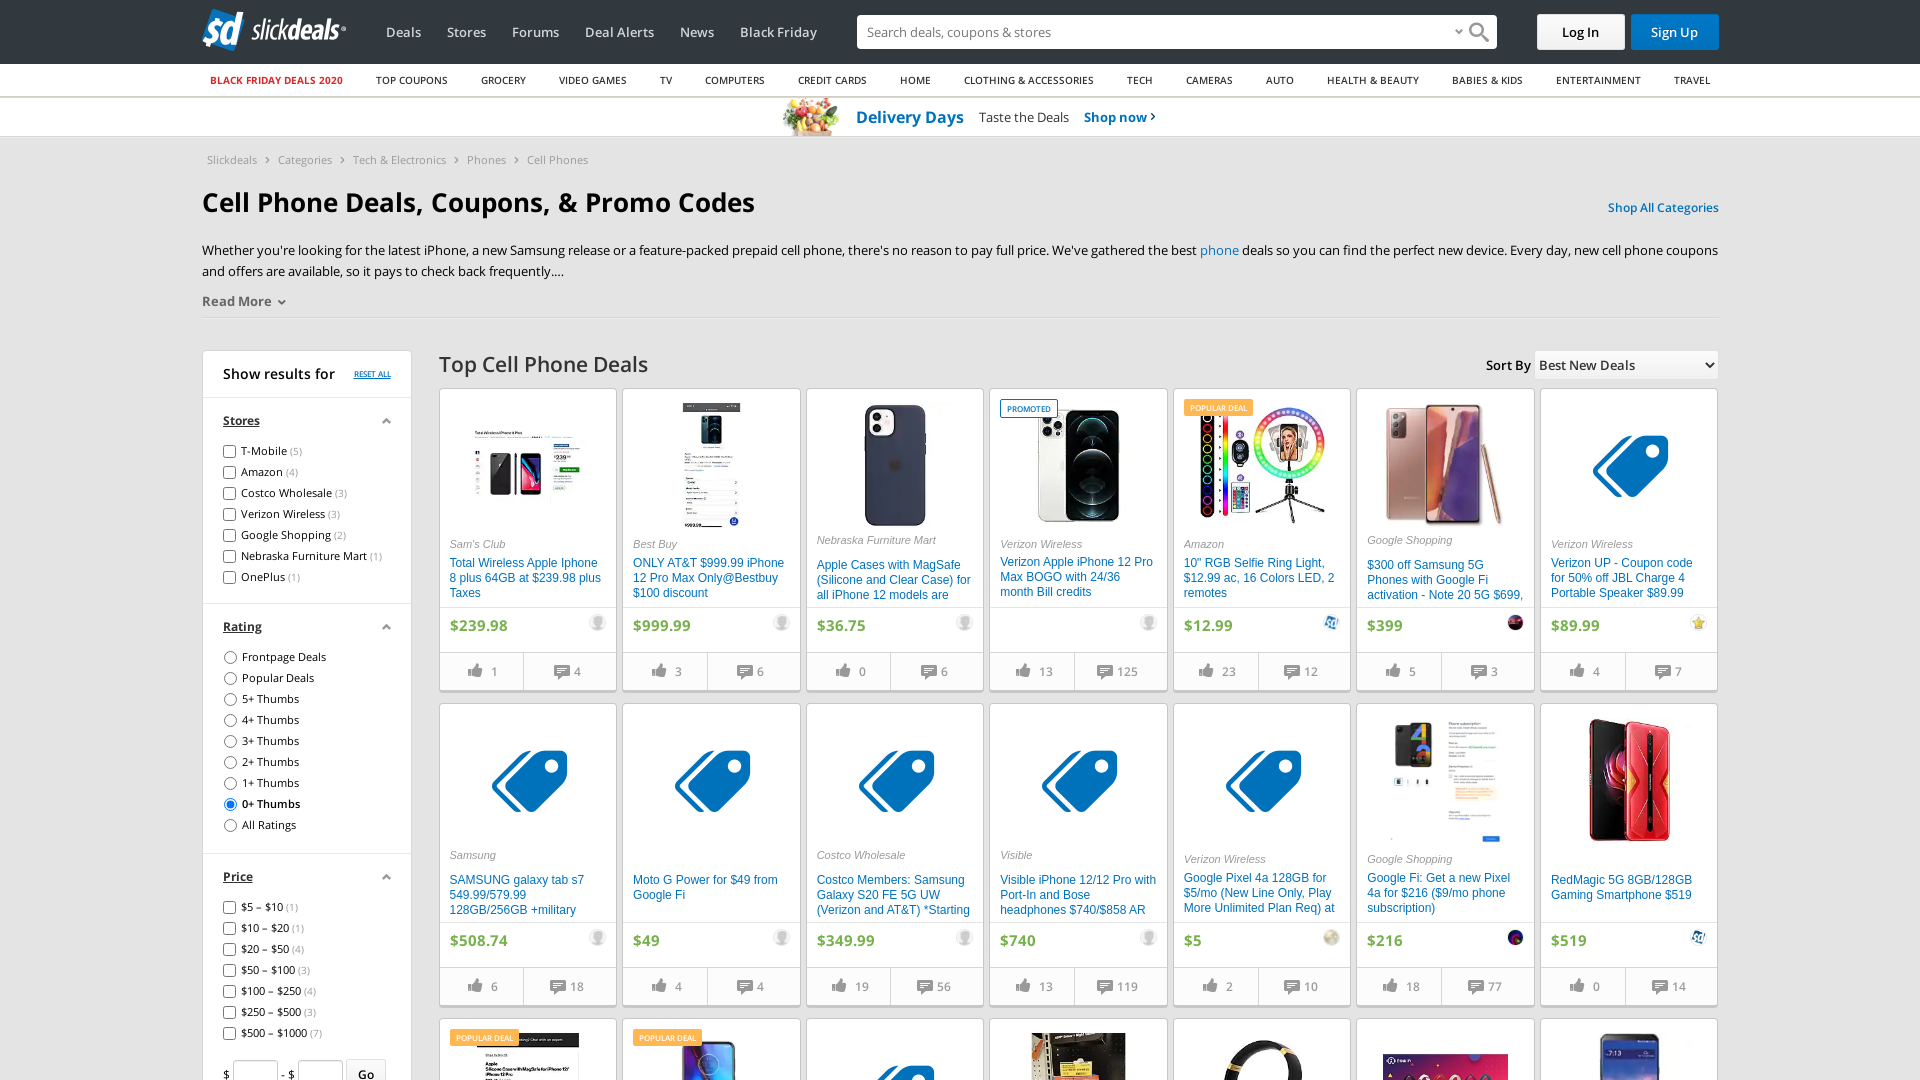 sd slickdeals
Deals Stores Forums Deal Alerts News Black Friday
Search deals, coupons & stores
Log In
Sign Up
BLACK FRIDAY DEALS 2020 TOP COUPONS GROCERY VIDEO GAMES TV COMPUTERS CREDIT CARDS HOME CLOTHING & ACCESSORIES TECH CAMERAS AUTO HEALTH & BEAUTY BABIES & KIDS ENTERTAINMENT TRAVEL
Delivery Days Taste the Deals Shop now
Slickdeals Categories Tech & Electronics Phones Cell Phones
Cell Phone Deals, Coupons, & Promo Codes
Shop All Categories
Whether you're looking for the latest iPhone, a new Samsung release or a feature-packed prepaid cell phone, there's no reason to pay full price. We've gathered the best phone deals so you can find the perfect new device. Every day, new cell phone coupons
and offers are available, so it pays to check back frequently....
Read More
Show results for RESET ALL
Stores
T-Mobile (5)
Amazon (4)
Costco Wholesale (3)
Verizon Wireless (3)
Google Shopping (2)
Nebraska Furniture Mart (1)
OnePlus (1)
Rating
Frontpage Deals
Popular Deals
5+ Thumbs
4+ Thumbs
3+ Thumbs
2+ Thumbs
1+ Thumbs
0+ Thumbs
All Ratings
Price
$5 – $10 (1)
$10 – $20 (1)
$20 – $50 (4)
$50 – $100 (3)
$100 – $250 (4)
$250 – $500 (3)
$500 – $1000 (7)
$ - $ Go
Top Cell Phone Deals
Sort By Best New Deals
Sam's Club
Total Wireless Apple Iphone
8 plus 64GB at $239.98 plus
Taxes
$239.98
1 4
Best Buy
ONLY AT&T $999.99 iPhone
12 Pro Max Only@Bestbuy
$100 discount
$999.99
3 6
Nebraska Furniture Mart
Apple Cases with MagSafe
(Silicone and Clear Case) for
all iPhone 12 models are
$36.75
0 6
PROMOTED
Verizon Wireless
Verizon Apple iPhone 12 Pro
Max BOGO with 24/36
month Bill credits
13 125
POPULAR DEAL
Amazon
10" RGB Selfie Ring Light,
$12.99 ac, 16 Colors LED, 2
remotes
$12.99
23 12
Google Shopping
$300 off Samsung 5G
Phones with Google Fi
activation - Note 20 5G $699,
$399
5 3
Verizon Wireless
Verizon UP - Coupon code
for 50% off JBL Charge 4
Portable Speaker $89.99
$89.99
4 7
Samsung
SAMSUNG galaxy tab s7
549.99/579.99
128GB/256GB +military
$508.74
6 18
Moto G Power for $49 from
Google Fi
$49
4 4
Costco Wholesale
Costco Members: Samsung
Galaxy S20 FE 5G UW
(Verizon and AT&T) *Starting
$349.99
19 56
Visible
Visible iPhone 12/12 Pro with
Port-In and Bose
headphones $740/$858 AR
$740
13 119
Verizon Wireless
Google Pixel 4a 128GB for
$5/mo (New Line Only, Play
More Unlimited Plan Req) at
$5
2 10
Google Shopping
Google Fi: Get a new Pixel
4a for $216 ($9/mo phone
subscription)
$216
18 77
RedMagic 5G 8GB/128GB
Gaming Smartphone $519
$519
0 14
POPULAR DEAL
Apple
Silicone Case with MagSafe for iPhone 12/
iPhone 12 Pro
POPULAR DEAL